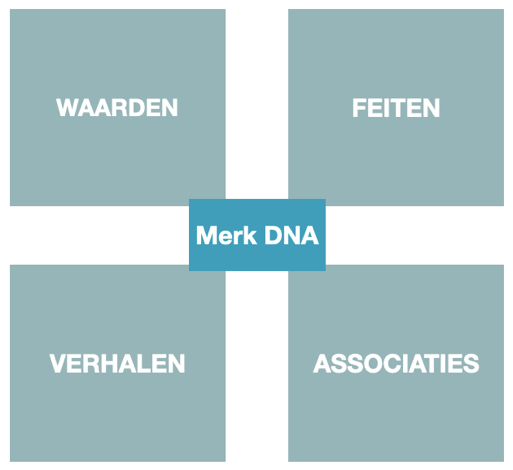 WAARDEN
FEITEN
Merk DNA
VERHALEN
ASSOCIATIES